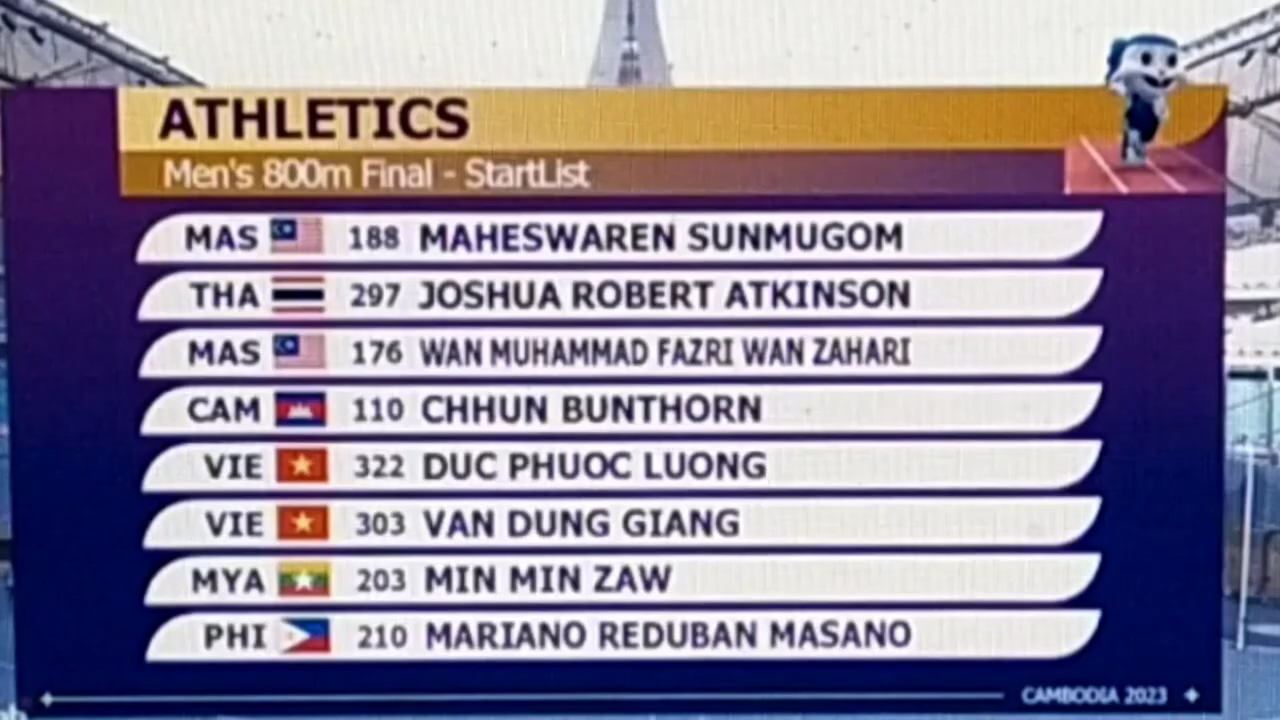 ATHLETICS
Men's 800m Final - StartList
MAS 188 MAHESWAREN SUNMUGOM
THA 297 JOSHUA ROBERT ATKINSON
MAS 176 WAN MUHAMMAD FAZRI WAN ZAHARI
CAM 110 CHHUN BUNTHORN
VIE 322 DUC PHUOC LUONG
VIE 303 VAN DUNG GIANG
MYA 203 MIN MIN ZAW
PHI 210 MARIANO REDUBAN MASANO
CAMBODIA 2023